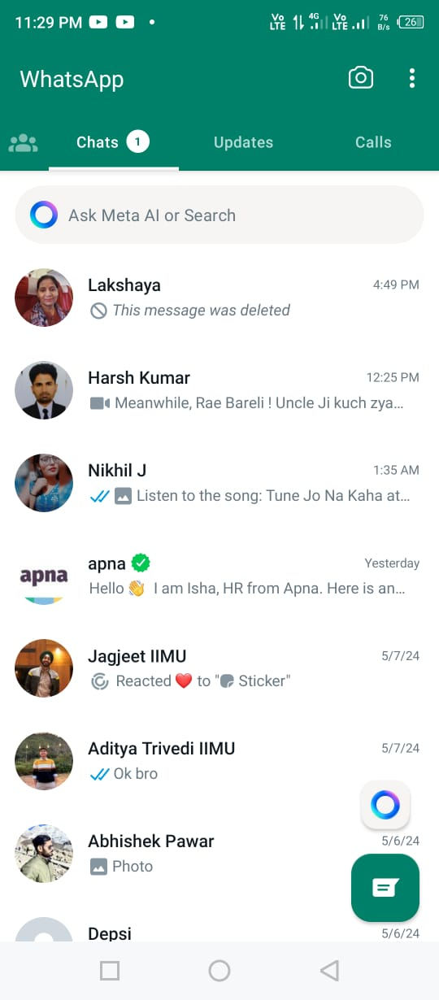 11:29 PM
Vo LTE 4G Vo LTE 76 B/s 26
WhatsApp
Chats 1 Updates Calls
Ask Meta AI or Search
Lakshaya 4:49 PM
This message was deleted
Harsh Kumar 12:25 PM
Meanwhile, Rae Bareli ! Uncle Ji kuch zya...
Nikhil J 1:35 AM
Listen to the song: Tune Jo Na Kaha at...
apna
apna Yesterday
Hello 👋 I am Isha, HR from Apna. Here is an...
Jagjeet IIMU 5/7/24
Reacted ❤️ to "Sticker"
Aditya Trivedi IIMU 5/7/24
Ok bro
Abhishek Pawar 5/6/24
Photo
Depsi 5/6/24